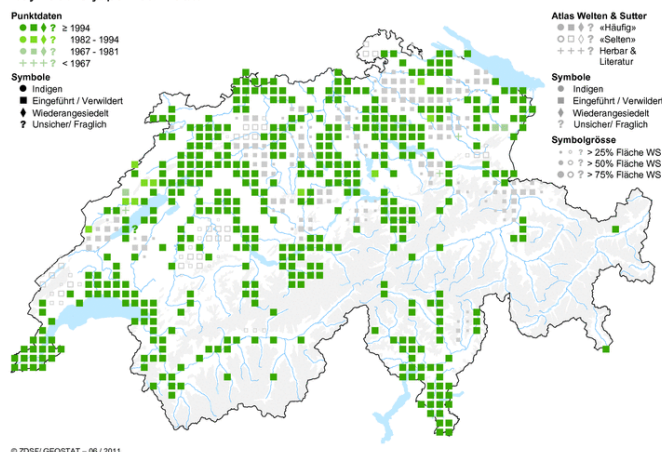 Punktdaten
? ≥ 1994
? 1982 - 1994
? 1967 - 1981
++++ < 1967
Symbole
Indigen
Eingeführt / Verwildert
Wiederangesiedelt
? Unsicher/ Fraglich
Atlas Welten & Sutter
? «Häufig»
? «Selten»
+++ Herbar &
Literatur
Symbole
Indigen
Eingeführt / Verwildert
Wiederangesiedelt
? Unsicher/ Fraglich
Symbolgrösse
? > 25% Fläche WS
? > 50% Fläche WS
? > 75% Fläche WS
?
© ZDSF/ GEOSTAT – 06 / 2011